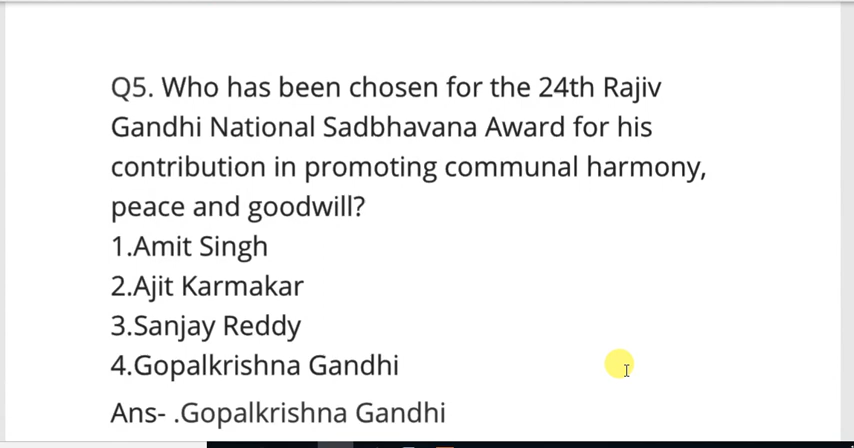 Q5. Who has been chosen for the 24th Rajiv
Gandhi National Sadbhavana Award for his
contribution in promoting communal harmony,
peace and goodwill?
1.Amit Singh
2.Ajit Karmakar
3.Sanjay Reddy
4.Gopalkrishna Gandhi
Ans- .Gopalkrishna Gandhi